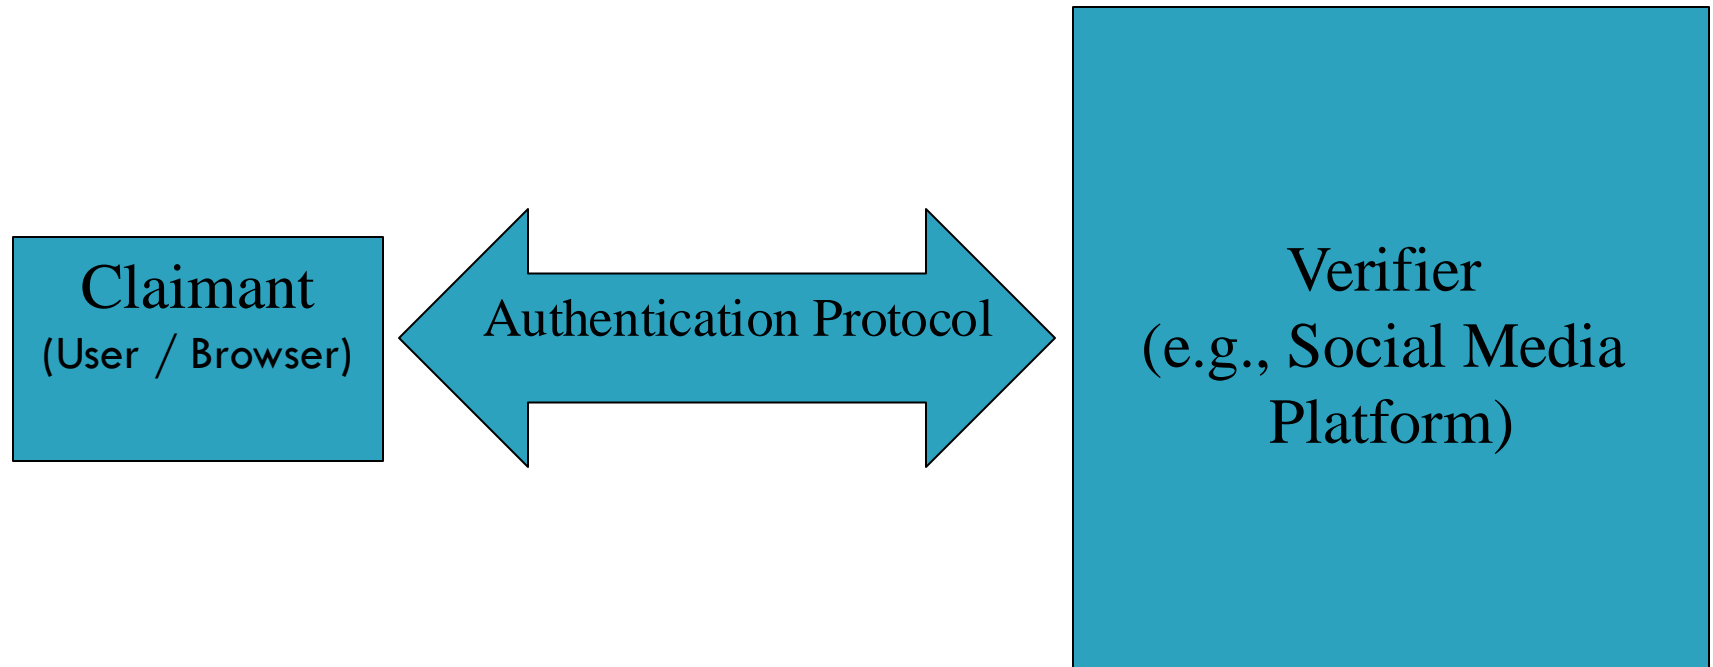 Claimant
(User / Browser)
Authentication Protocol
Verifier
(e.g., Social Media
Platform)